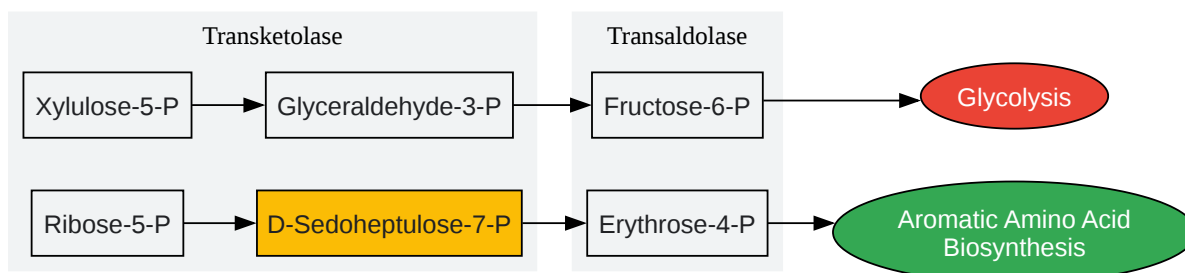 Transketolase
Transaldolase
Xylulose-5-P
Glyceraldehyde-3-P
Fructose-6-P
Glycolysis
Ribose-5-P
D-Sedoheptulose-7-P
Erythrose-4-P
Aromatic Amino Acid
Biosynthesis